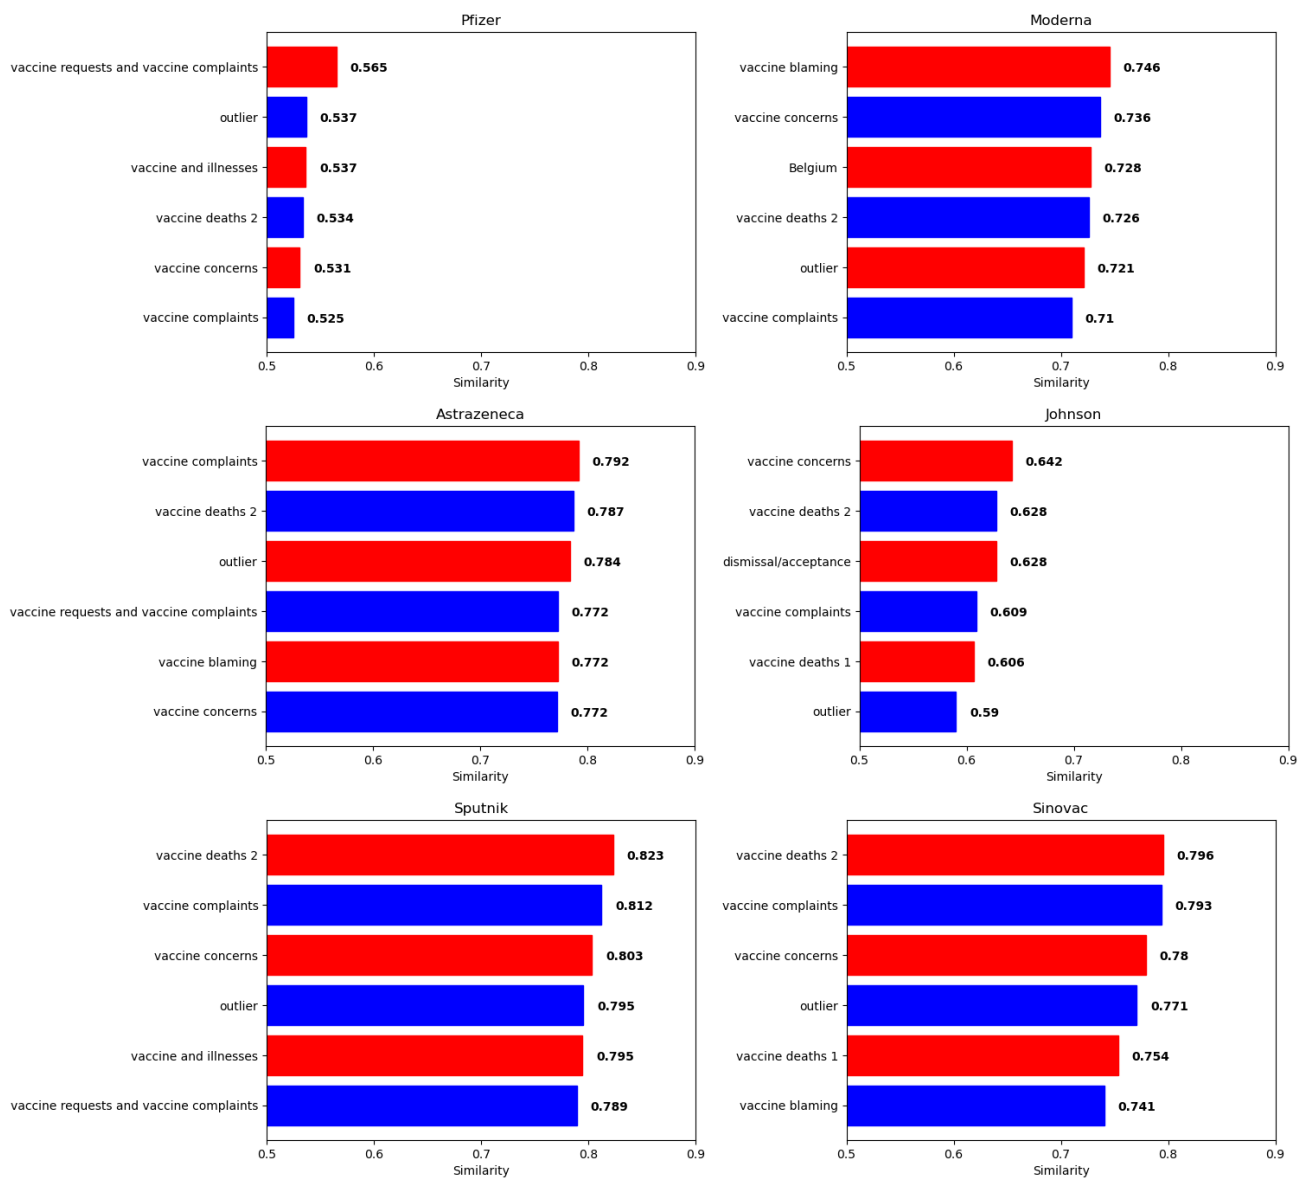 Pfizer
vaccine requests and vaccine complaints 0.565
outlier 0.537
vaccine and illnesses 0.537
vaccine deaths 2 0.534
vaccine concerns 0.531
vaccine complaints 0.525
0.5 0.6 0.7 0.8 0.9
Similarity
Moderna
vaccine blaming 0.746
vaccine concerns 0.736
Belgium 0.728
vaccine deaths 2 0.726
outlier 0.721
vaccine complaints 0.71
0.5 0.6 0.7 0.8 0.9
Similarity
Astrazeneca
vaccine complaints 0.792
vaccine deaths 2 0.787
outlier 0.784
vaccine requests and vaccine complaints 0.772
vaccine blaming 0.772
vaccine concerns 0.772
0.5 0.6 0.7 0.8 0.9
Similarity
Johnson
vaccine concerns 0.642
vaccine deaths 2 0.628
dismissal/acceptance 0.628
vaccine complaints 0.609
vaccine deaths 1 0.606
outlier 0.59
0.5 0.6 0.7 0.8 0.9
Similarity
Sputnik
vaccine deaths 2 0.823
vaccine complaints 0.812
vaccine concerns 0.803
outlier 0.795
vaccine and illnesses 0.795
vaccine requests and vaccine complaints 0.789
0.5 0.6 0.7 0.8 0.9
Similarity
Sinovac
vaccine deaths 2 0.796
vaccine complaints 0.793
vaccine concerns 0.78
outlier 0.771
vaccine deaths 1 0.754
vaccine blaming 0.741
0.5 0.6 0.7 0.8 0.9
Similarity